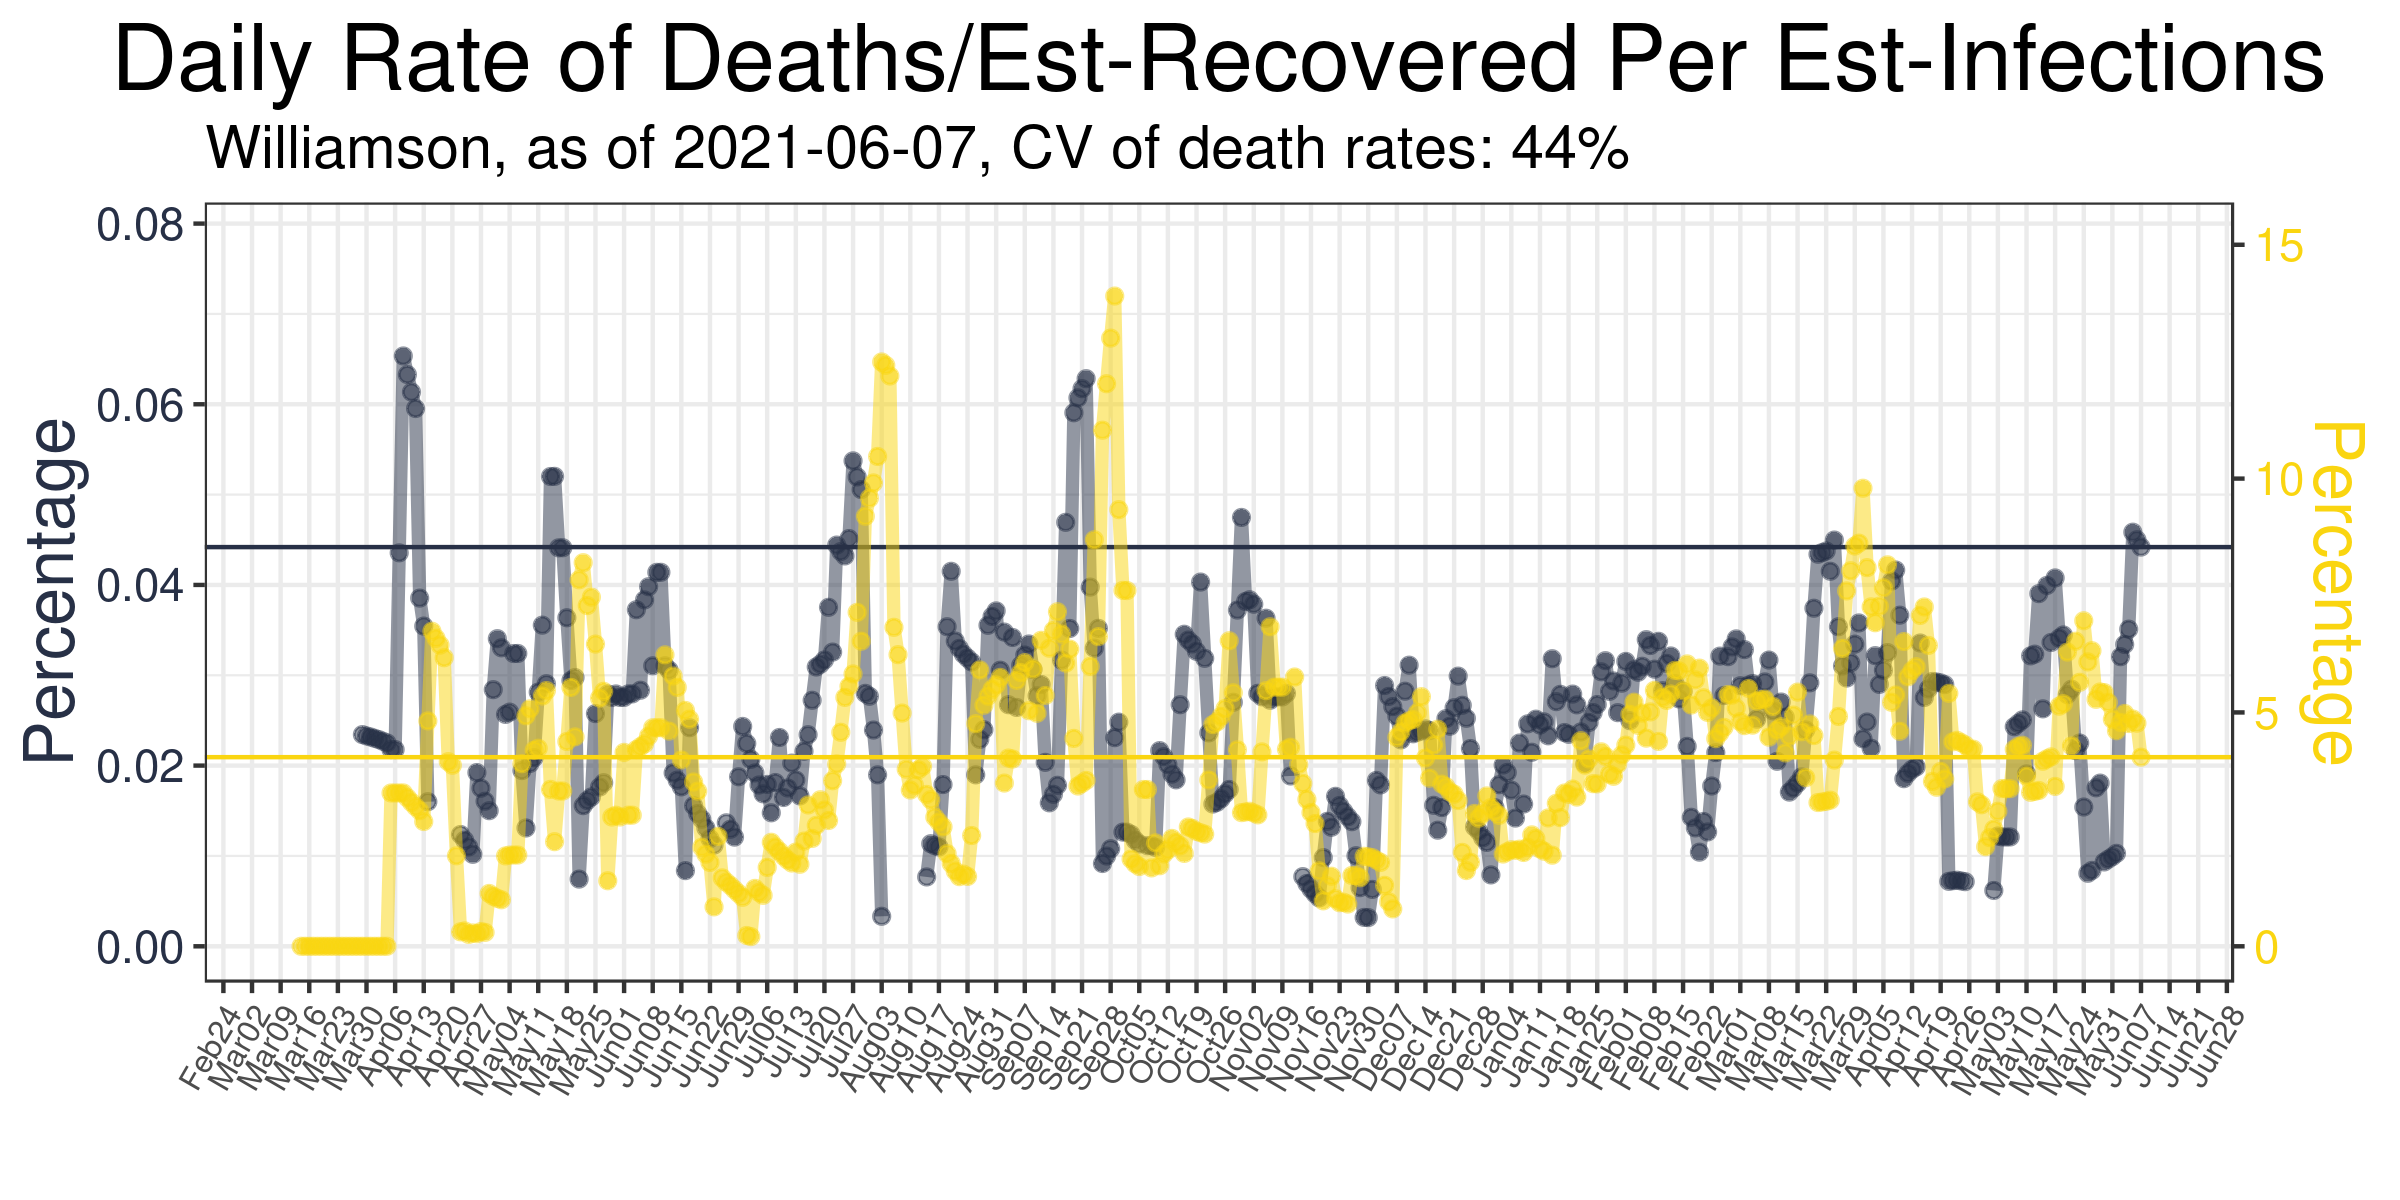 Daily Rate of Deaths/Est-Recovered Per Est-Infections
Williamson, as of 2021-06-07, CV of death rates: 44%
Percentage
0.08
0.06
0.04
0.02
0.00
15
10
5
0
Percentage
Feb24
Mar02
Mar09
Mar16
Mar23
Mar30
Apr06
Apr13
Apr20
Apr27
May04
May11
May18
May25
Jun01
Jun08
Jun15
Jun22
Jun29
Jul06
Jul13
Jul20
Jul27
Aug03
Aug10
Aug17
Aug24
Aug31
Sep07
Sep14
Sep21
Sep28
Oct05
Oct12
Oct19
Oct26
Nov02
Nov09
Nov16
Nov23
Nov30
Dec07
Dec14
Dec21
Dec28
Jan04
Jan11
Jan18
Jan25
Feb01
Feb08
Feb15
Feb22
Mar01
Mar08
Mar15
Mar22
Mar29
Apr05
Apr12
Apr19
Apr26
May03
May10
May17
May24
May31
Jun07
Jun14
Jun21
Jun28